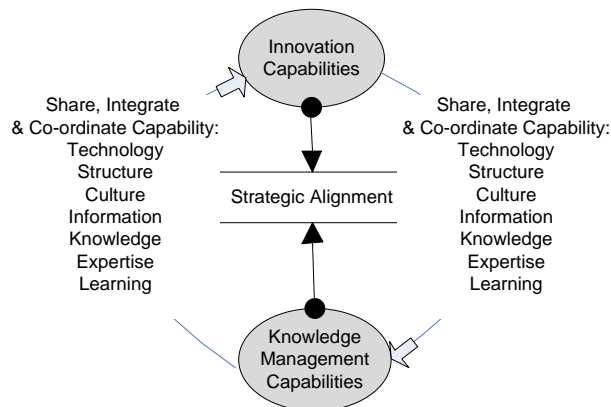 Innovation
Capabilities
Share, Integrate
& Co-ordinate Capability:
Technology
Structure
Culture
Information
Knowledge
Expertise
Learning
Strategic Alignment
Share, Integrate
& Co-ordinate Capability:
Technology
Structure
Culture
Information
Knowledge
Expertise
Learning
Knowledge
Management
Capabilities